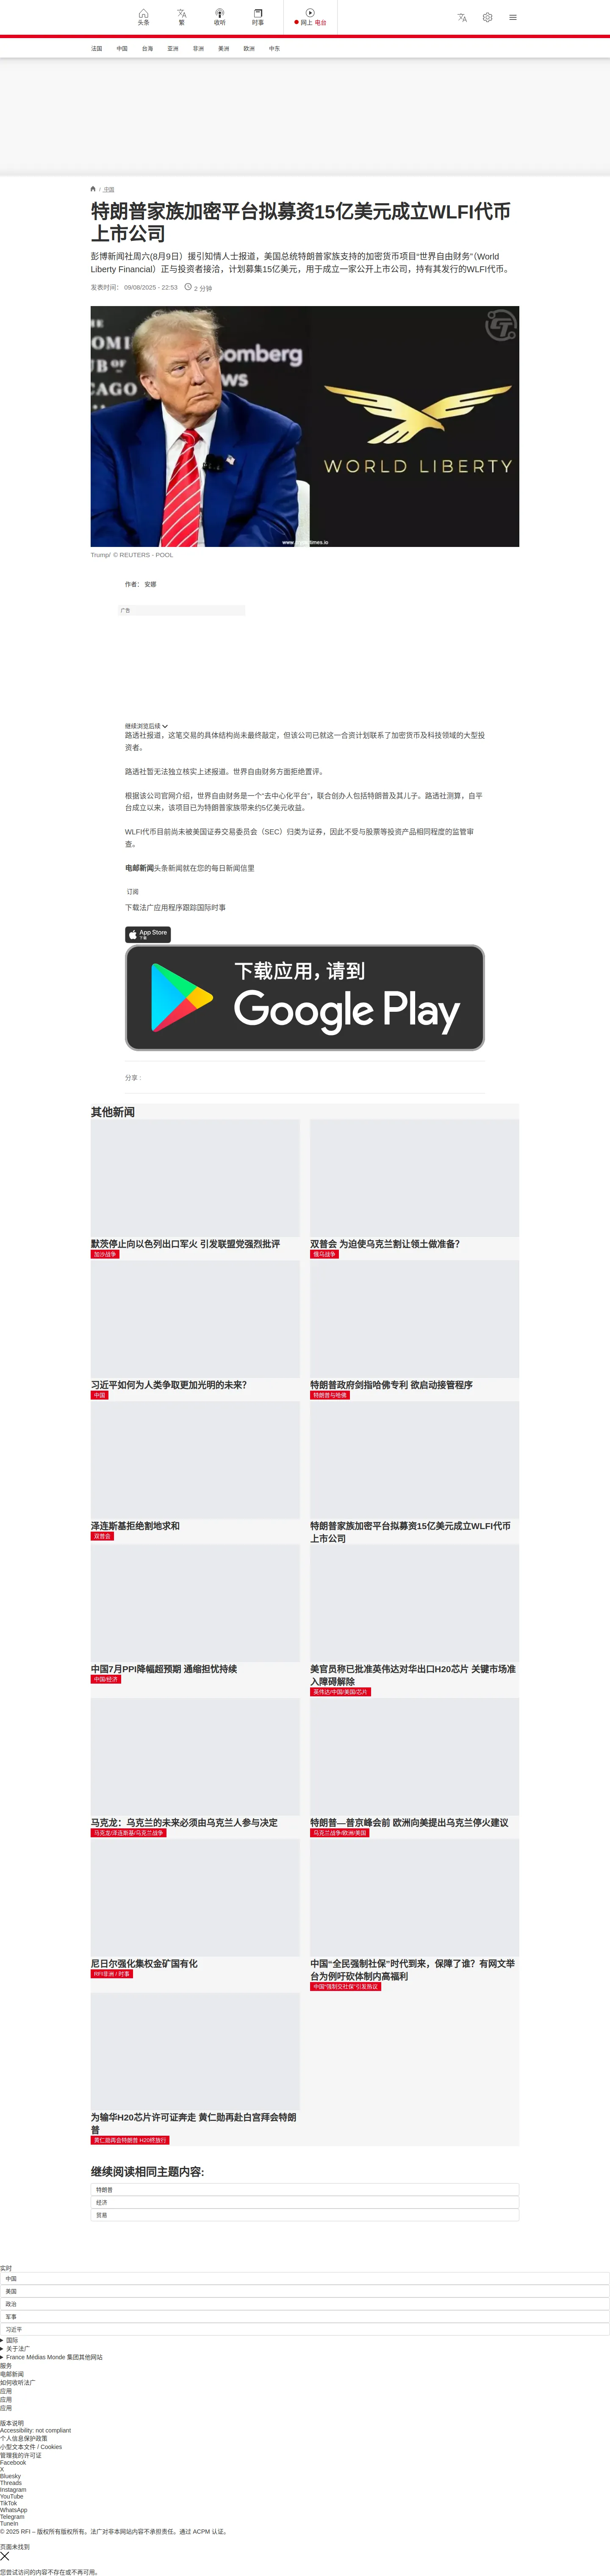 头条
繁
收听
时事
网上 电台
法国
中国
台海
亚洲
非洲
美洲
欧洲
中东
/ 中国
特朗普家族加密平台拟募资15亿美元成立WLFI代币
上市公司
彭博新闻社周六(8月9日）援引知情人士报道，美国总统特朗普家族支持的加密货币项目“世界自由财务”（World
Liberty Financial）正与投资者接洽，计划募集15亿美元，用于成立一家公开上市公司，持有其发行的WLFI代币。
发表时间： 09/08/2025 - 22:53
2 分钟
loomberg
ews
CAGO
WORLD LIBERTY
Trump/ © REUTERS - POOL
作者： 安娜
广告
继续浏览后续
路透社报道，这笔交易的具体结构尚未最终敲定，但该公司已就这一合资计划联系了加密货币及科技领域的大型投
资者。
路透社暂无法独立核实上述报道。世界自由财务方面拒绝置评。
根据该公司官网介绍，世界自由财务是一个“去中心化平台”，联合创办人包括特朗普及其儿子。路透社测算，自平
台成立以来，该项目已为特朗普家族带来约5亿美元收益。
WLFI代币目前尚未被美国证券交易委员会（SEC）归类为证券，因此不受与股票等投资产品相同程度的监管审
查。
电邮新闻头条新闻就在您的每日新闻信里
订阅
下载法广应用程序跟踪国际时事
App Store
下载
下载应用，请到
Google Play
分享 :
其他新闻
默茨停止向以色列出口军火 引发联盟党强烈批评
加沙战争
双普会 为迫使乌克兰割让领土做准备?
俄乌战争
习近平如何为人类争取更加光明的未来?
中国
特朗普政府剑指哈佛专利 欲启动接管程序
特朗普与哈佛
泽连斯基拒绝割地求和
双普会
特朗普家族加密平台拟募资15亿美元成立WLFI代币
上市公司
中国7月PPI降幅超预期 通缩担忧持续
中国/经济
美官员称已批准英伟达对华出口H20芯片 关键市场准
入障碍解除
英伟达/中国/美国/芯片
马克龙：乌克兰的未来必须由乌克兰人参与决定
马克龙/泽连斯基/乌克兰战争
特朗普—普京峰会前 欧洲向美提出乌克兰停火建议
乌克兰战争/欧洲/美国
尼日尔强化集权金矿国有化
RFI非洲 / 时事
中国“全民强制社保”时代到来，保障了谁？有网文举
台为例吁砍体制内高福利
中国“强制交社保”引发热议
为输华H20芯片许可证奔走 黄仁勋再赴白宫拜会特朗
普
黄仁勋两会特朗普 H20终放行
继续阅读相同主题内容:
特朗普
经济
贸易
实时
中国
美国
政治
军事
习近平
国际
关于法广
France Médias Monde 集团其他网站
服务
电邮新闻
如何收听法广
应用
应用
应用
版本说明
Accessibility: not compliant
个人信息保护政策
小型文本文件 / Cookies
管理我的许可证
Facebook
X
Bluesky
Threads
Instagram
YouTube
TikTok
WhatsApp
Telegram
TuneIn
© 2025 RFI – 版权所有版权所有。法广对非本网站内容不承担责任。通过 ACPM 认证。
页面未找到
您尝试访问的内容不存在或不再可用。